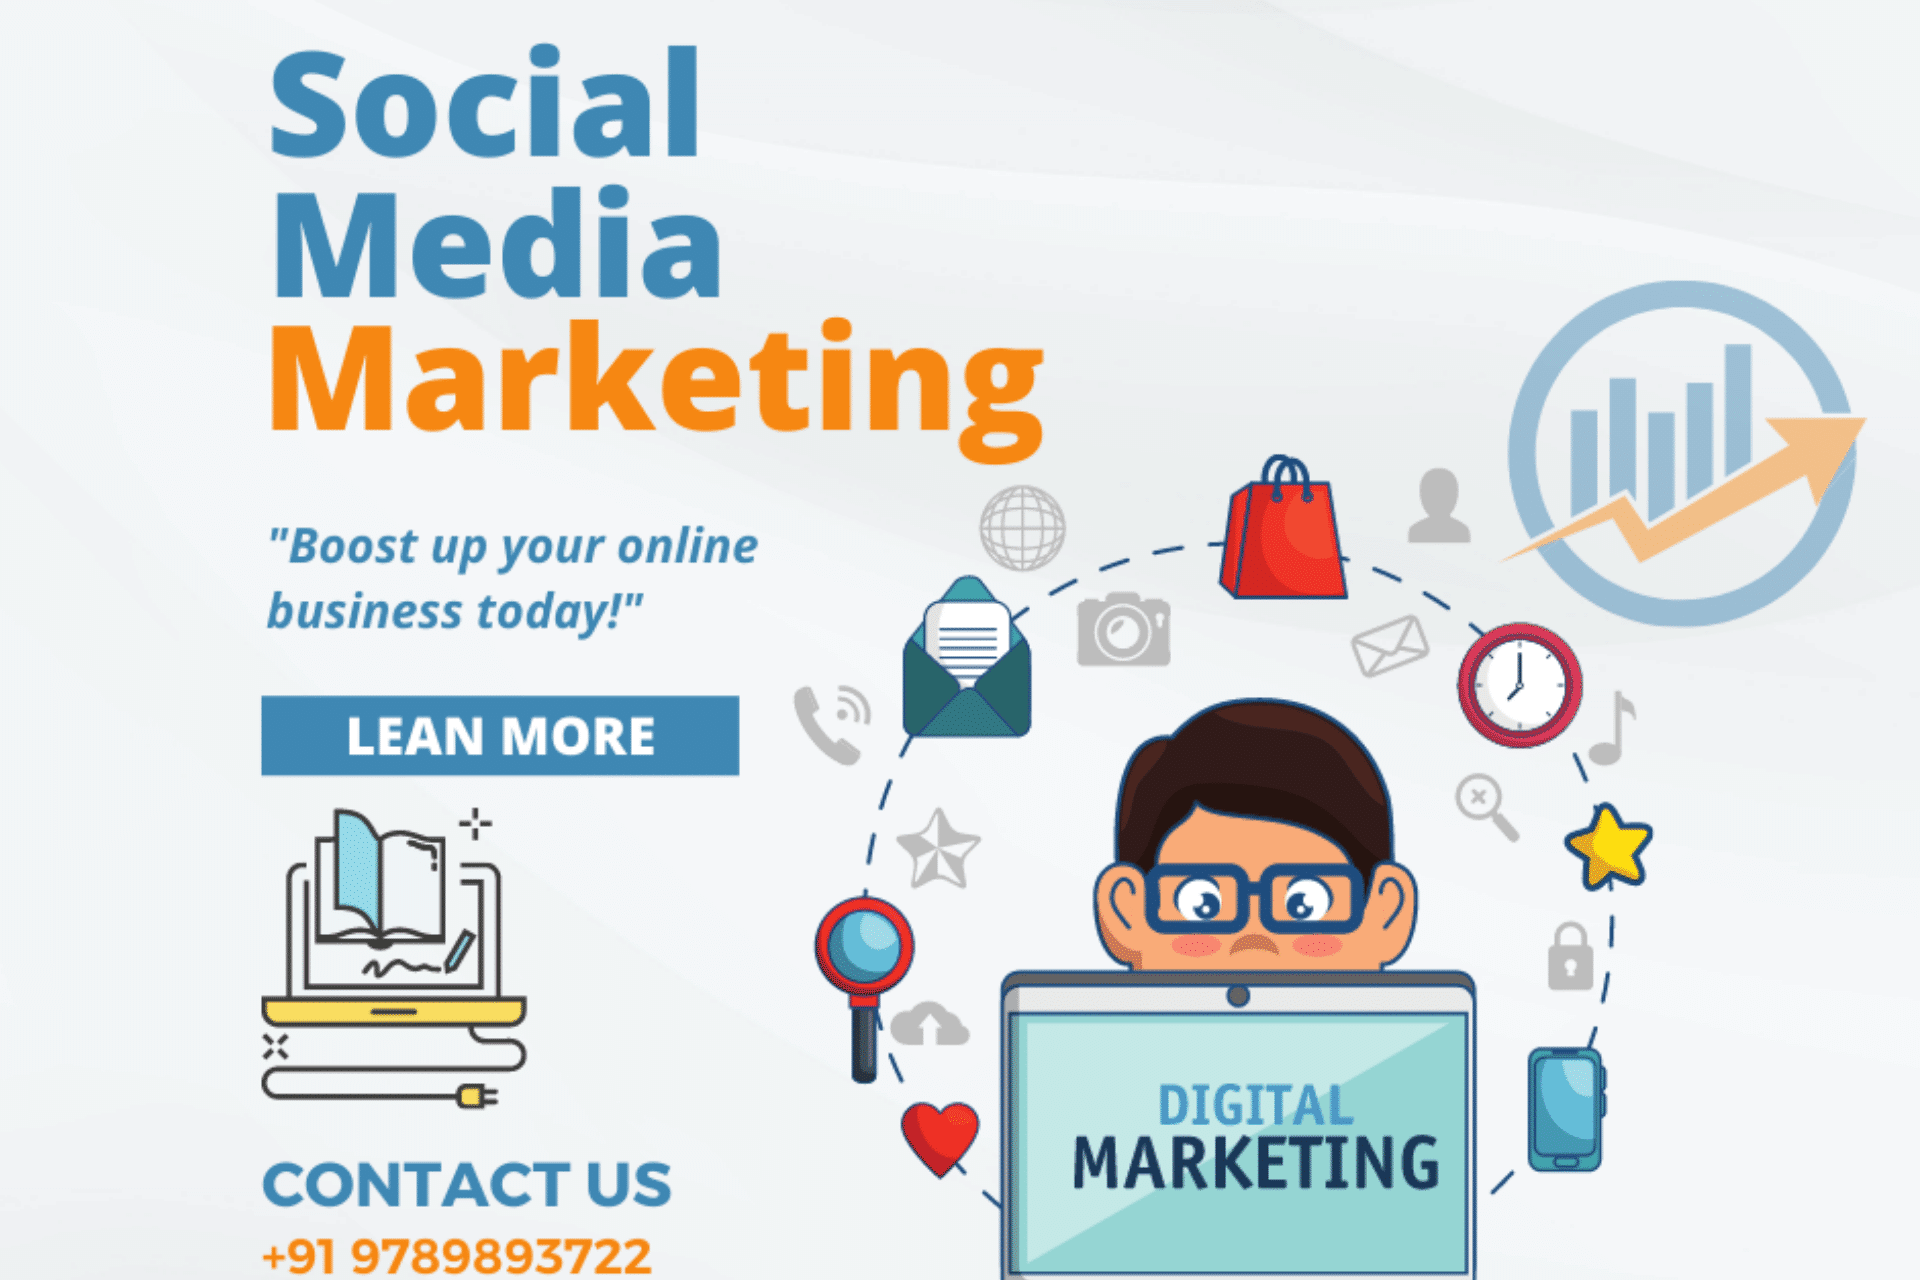 Social
Media
Marketing
"Boost up your online
business today!"
LEAN MORE
CONTACT US
+91 9789893722
DIGITAL
MARKETING